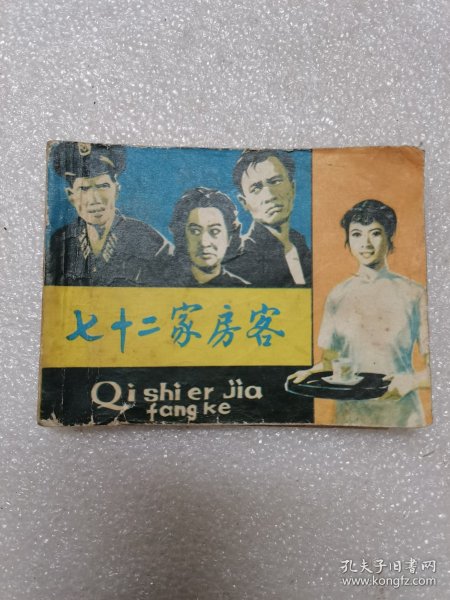 七十二家房客
Qi shi er jia
fang ke
孔夫子旧书网
www.kongfz.com